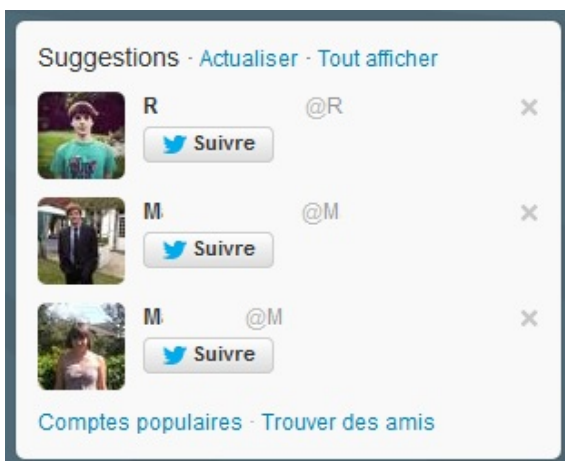 Suggestions · Actualiser · Tout afficher
R @R ×
Suivre
M @M ×
Suivre
M @M ×
Suivre
Comptes populaires · Trouver des amis